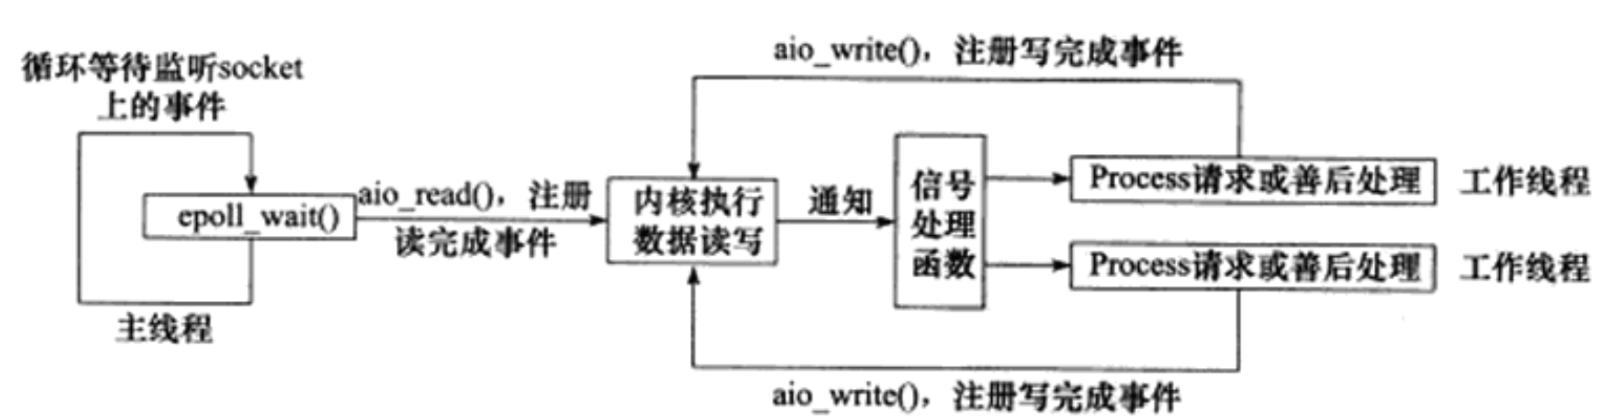 aio_write()，注册写完成事件
循环等待监听socket
上的事件
epoll_wait()
aio_read()，注册
读完成事件
内核执行
数据读写
通知
信号
处理
函数
Process请求或善后处理
工作线程
Process请求或善后处理
工作线程
主线程
aio_write()，注册写完成事件